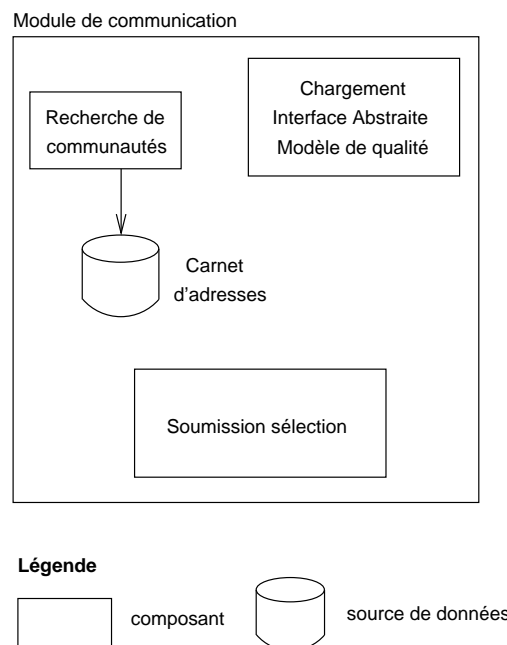 Module de communication
Chargement
Interface Abstraite
Modèle de qualité
Recherche de
communautés
Carnet
d'adresses
Soumission sélection
Légende
composant
source de données